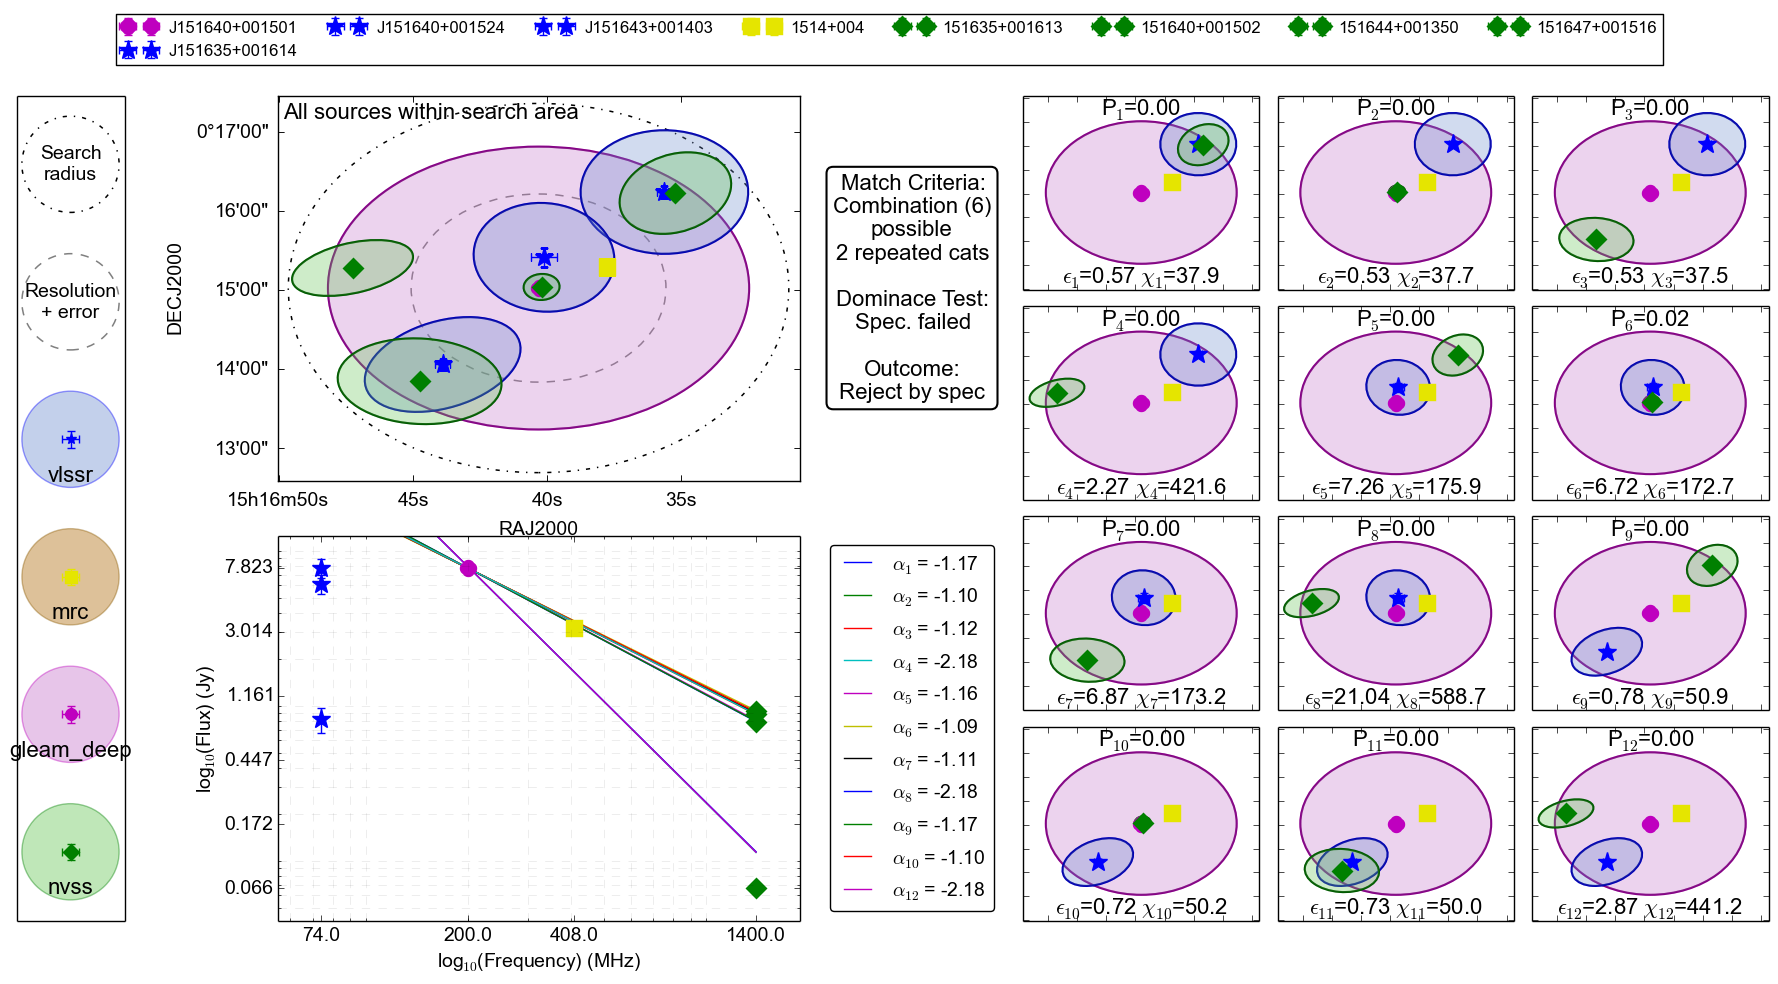 J151640+001501 J151640+001524 J151643+001403 1514+004 151635+001613 151640+001502 151644+001350 151647+001516
J151635+001614
Search
radius
Resolution
+ error
vlssr
mrc
gleam_deep
nvss
All sources within search area
DECJ2000
0°17'00"
16'00"
15'00"
14'00"
13'00"
15h16m50s 45s 40s 35s
RAJ2000
Match Criteria:
Combination (6)
possible
2 repeated cats
Dominace Test:
Spec. failed
Outcome:
Reject by spec
log10(Flux) (Jy)
7.823
3.014
1.161
0.447
0.172
0.066
74.0 200.0 408.0 1400.0
log10(Frequency) (MHz)
α1 = -1.17
α2 = -1.10
α3 = -1.12
α4 = -2.18
α5 = -1.16
α6 = -1.09
α7 = -1.11
α8 = -2.18
α9 = -1.17
α10 = -1.10
α12 = -2.18
P1=0.00 P2=0.00 P3=0.00
ϵ1=0.57 χ1=37.9 ϵ2=0.53 χ2=37.7 ϵ3=0.53 χ3=37.5
P4=0.00 P5=0.00 P6=0.02
ϵ4=2.27 χ4=421.6 ϵ5=7.26 χ5=175.9 ϵ6=6.72 χ6=172.7
P7=0.00 P8=0.00 P9=0.00
ϵ7=6.87 χ7=173.2 ϵ8=21.04 χ8=588.7 ϵ9=0.78 χ9=50.9
P10=0.00 P11=0.00 P12=0.00
ϵ10=0.72 χ10=50.2 ϵ11=0.73 χ11=50.0 ϵ12=2.87 χ12=441.2